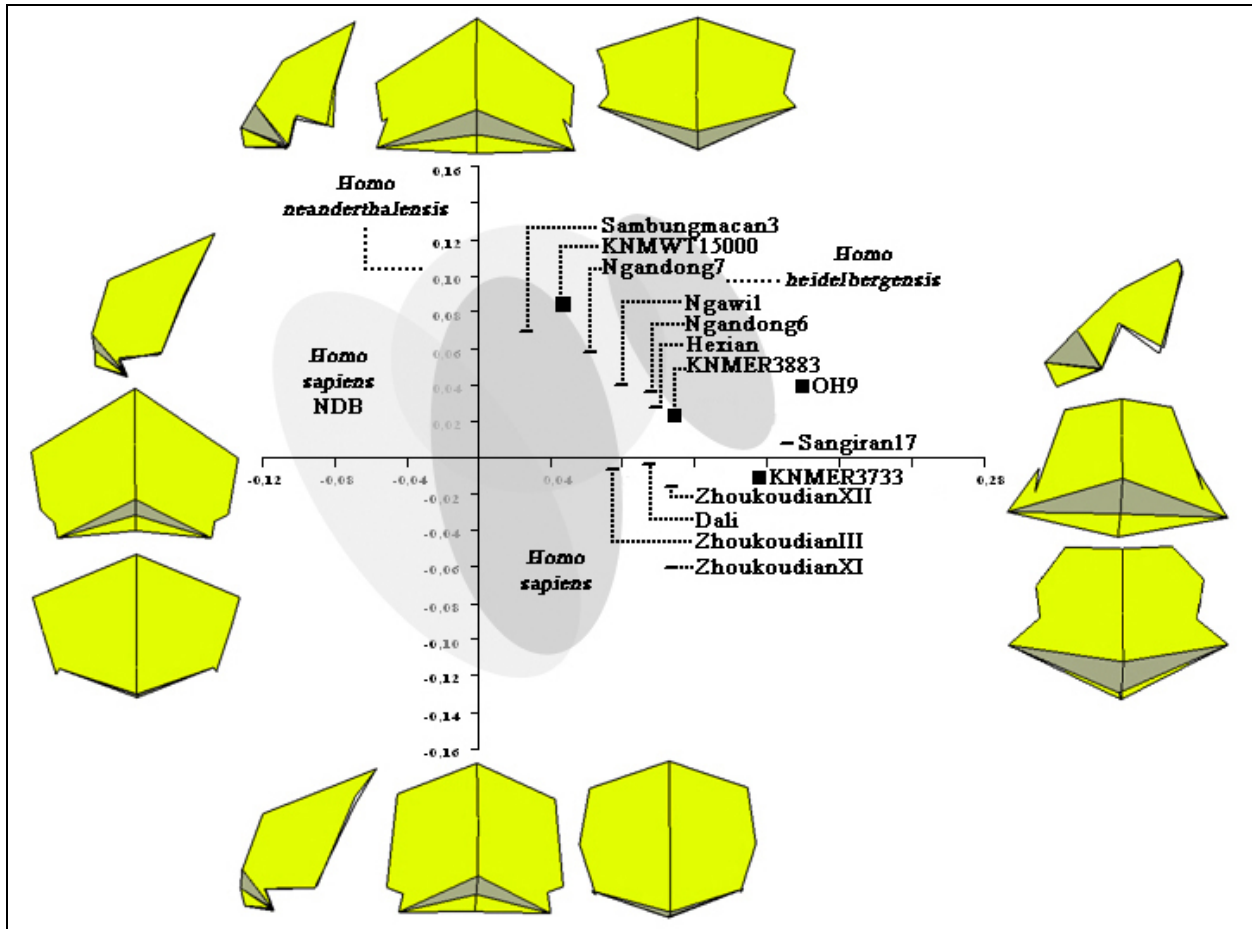 0,16
Homo
neanderthalensis
Sambungmacan3
KNMWT15000
0,12
Ngandong7
Homo
heidelbergensis
0,10
Ngawi1
0,08
Ngandong6
Hexian
0,06
Homo
sapiens
NDB
KNMER3883
0,04
OH9
0,02
Sangiran17
-0,12
-0,08
-0,04
0,04
KNMER3733
0,28
-0,02
ZhoukoudianXII
-0,04
Dali
ZhoukoudianIII
-0,06
Homo
sapiens
ZhoukoudianXI
-0,08
-0,10
-0,12
-0,14
-0,16